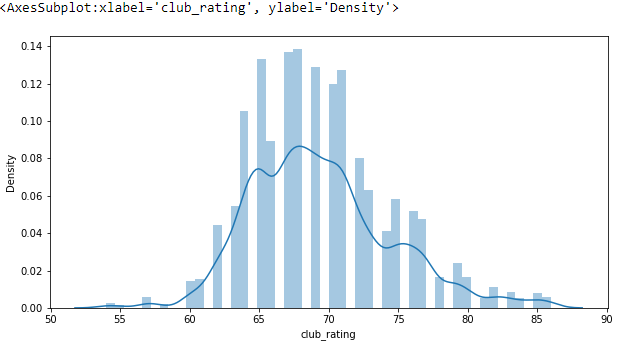 <AxesSubplot:xlabel='club_rating', ylabel='Density'>
0.14
0.12
0.10
0.08
0.06
0.04
0.02
0.00
Density
50 55 60 65 70 75 80 85 90
club_rating